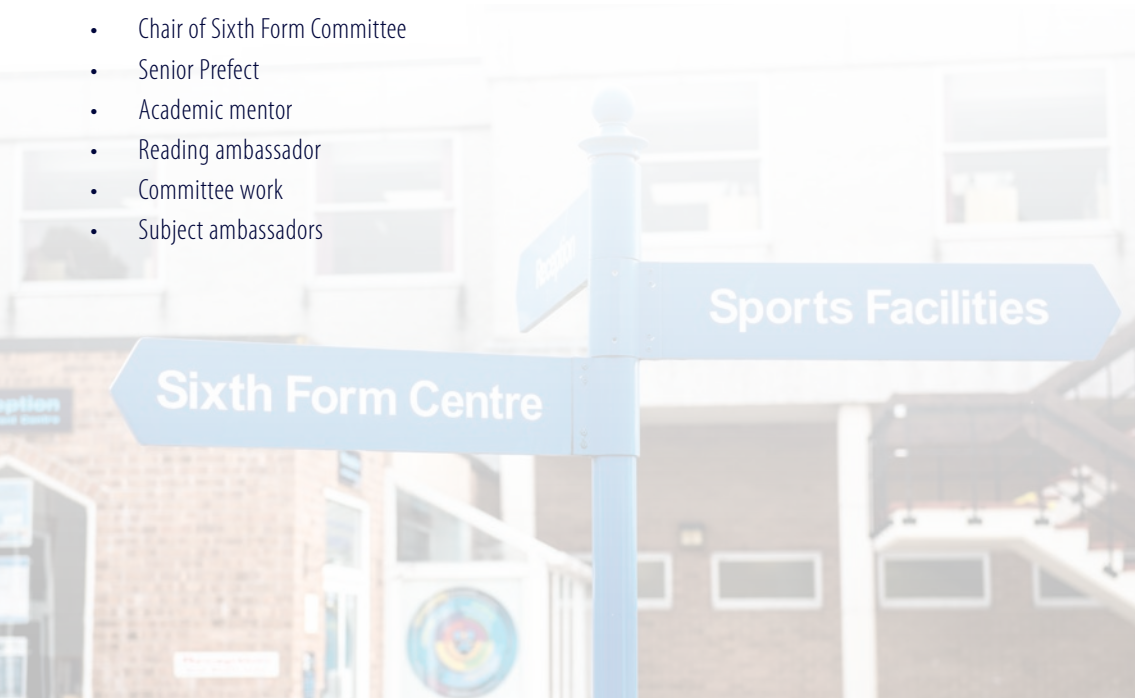 • Chair of Sixth Form Committee
• Senior Prefect
• Academic mentor
• Reading ambassador
• Committee work
• Subject ambassadors
Reception
Sports Facilities
Sixth Form Centre